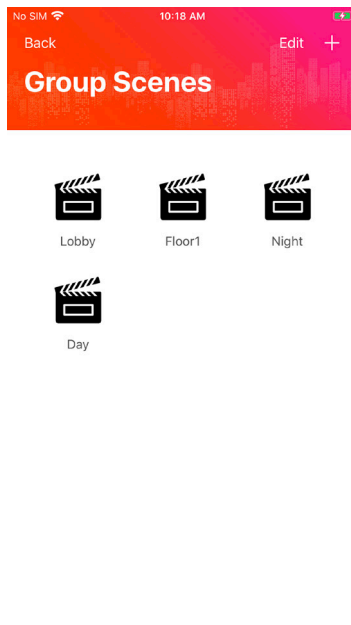 No SIM 10:18 AM
Back Edit +
Group Scenes
Lobby Floor1 Night
Day